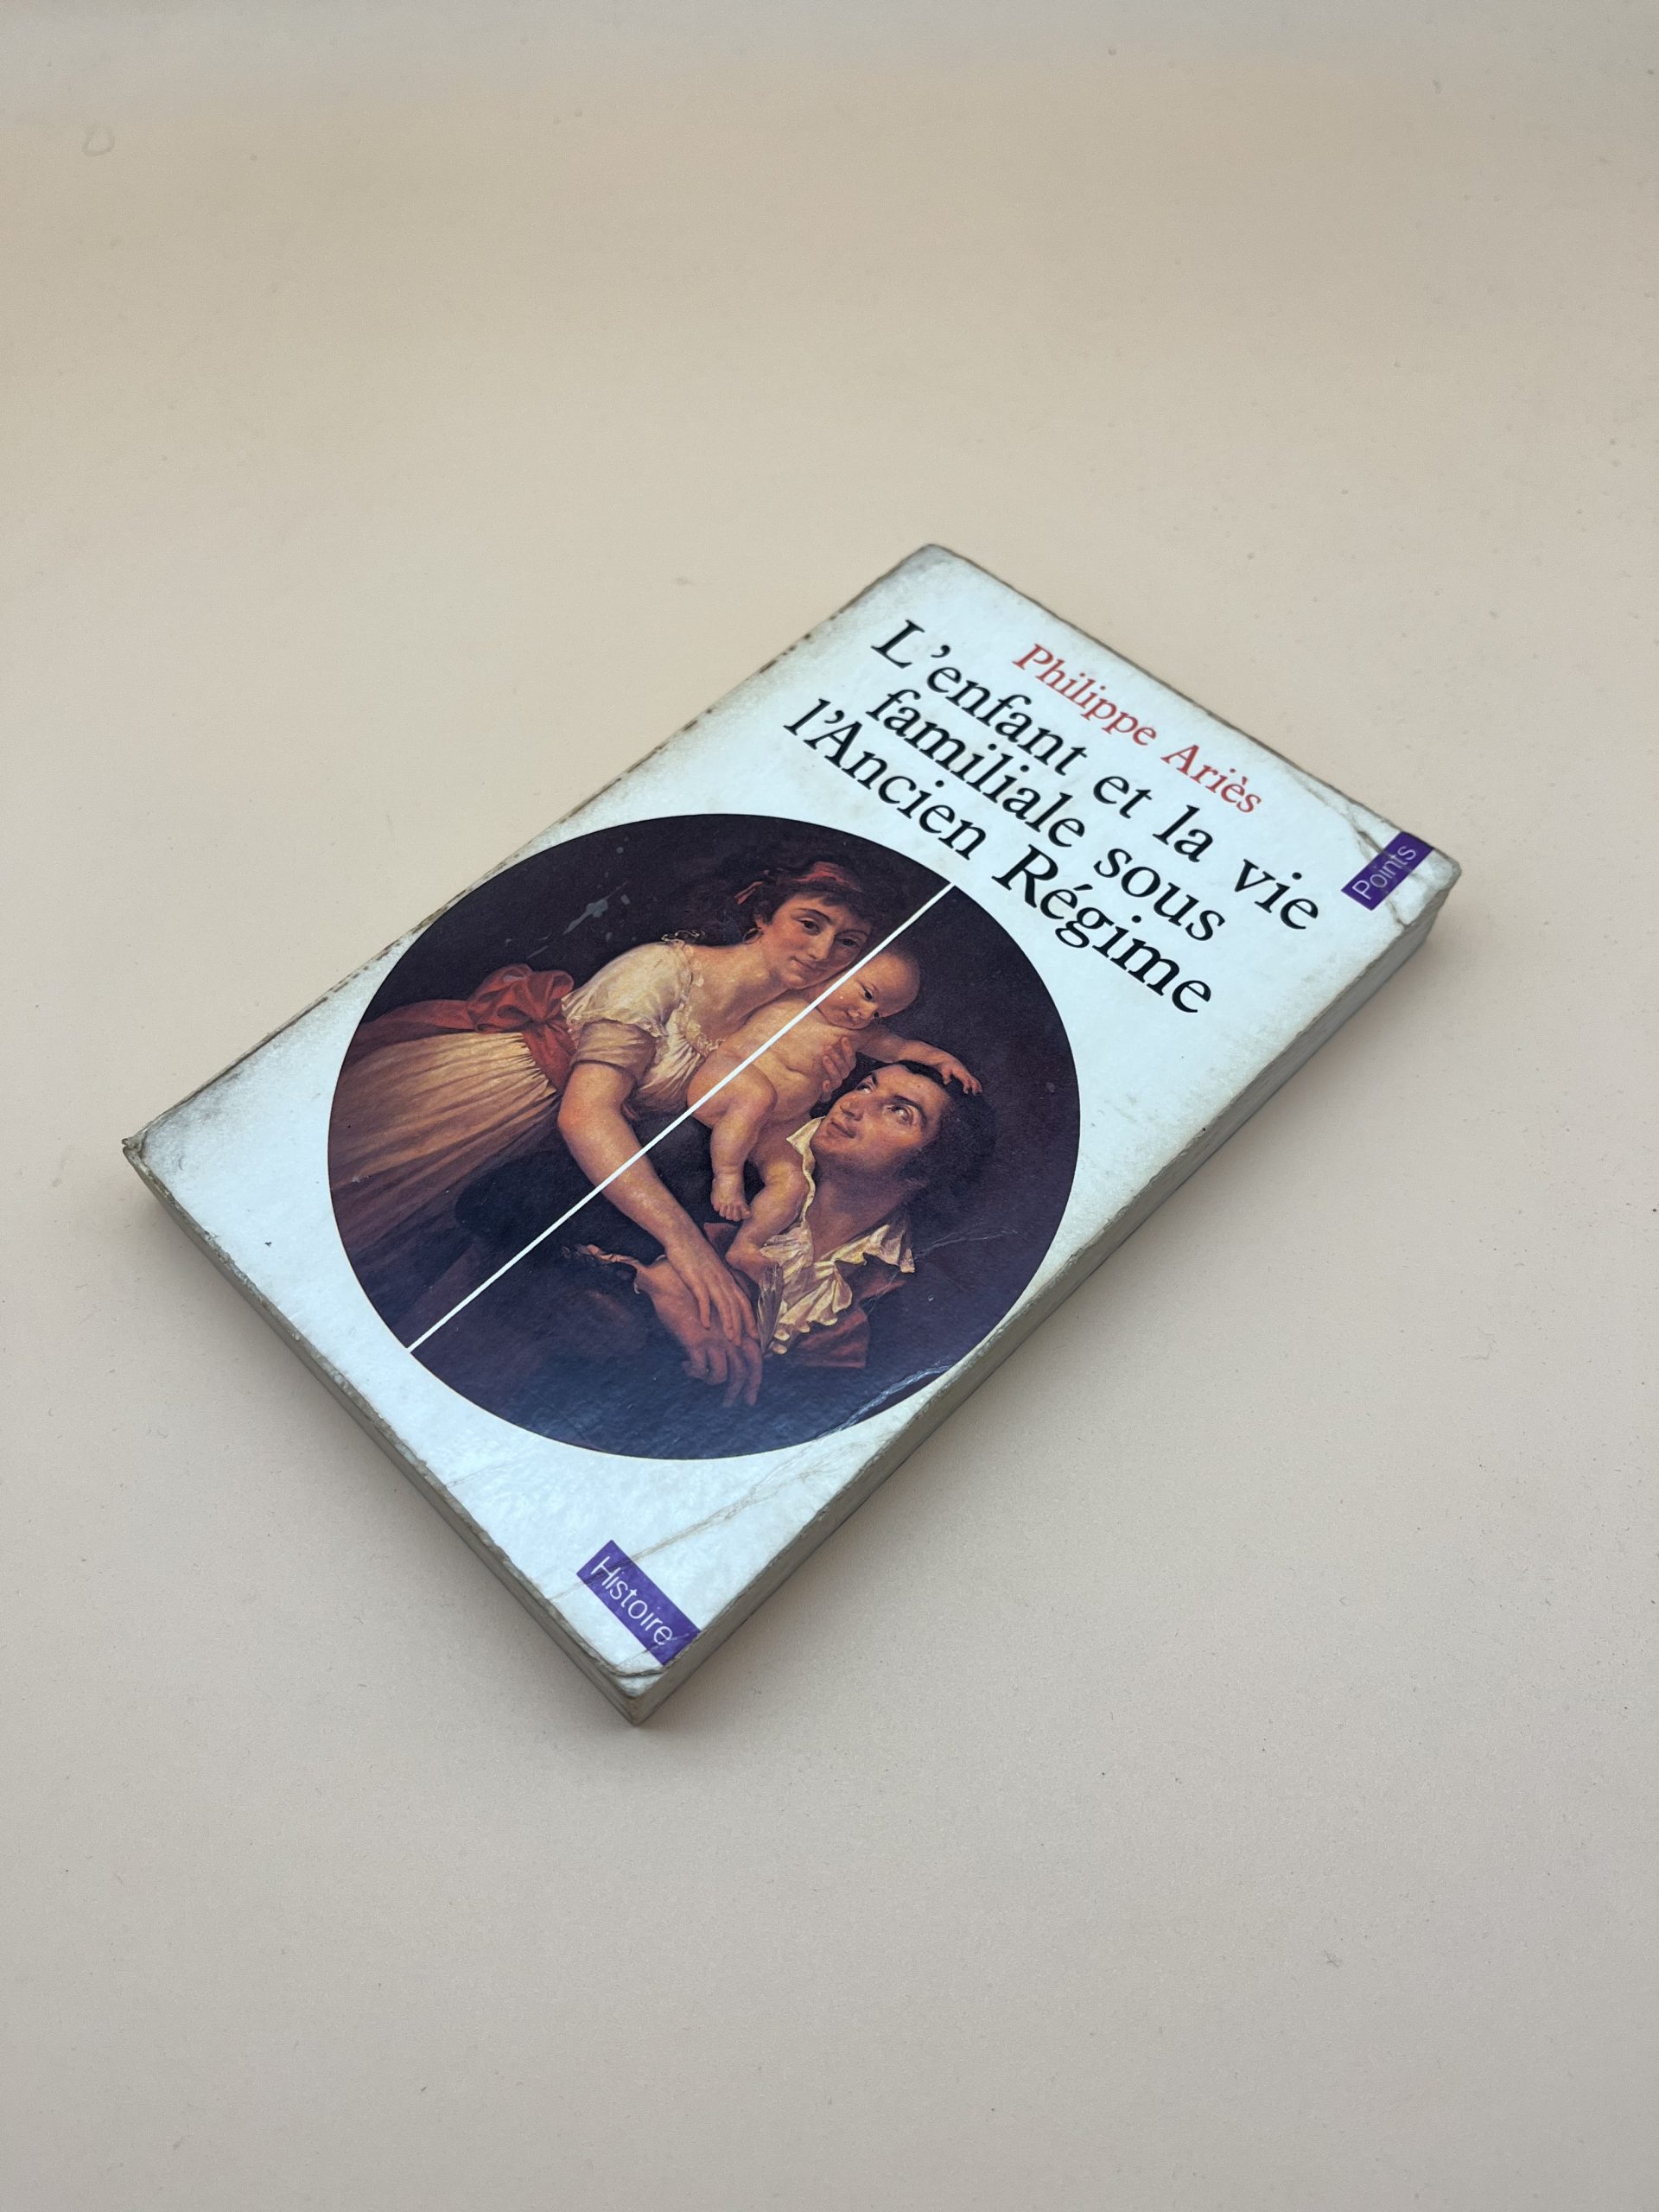 Philippe Ariès
L'enfant et la vie
familiale sous
l'Ancien Régime
Points
Histoire